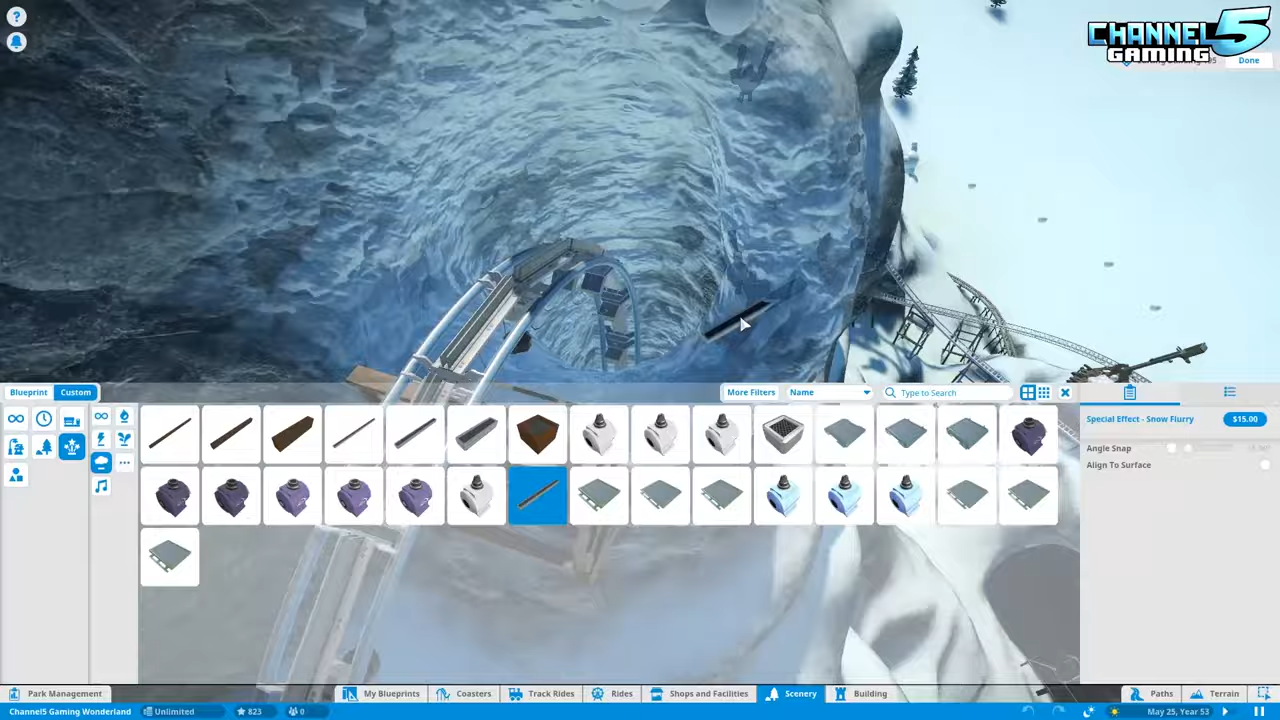 ?
CHANNEL 5
GAMING
Done
Blueprint
Custom
More Filters
Name
Type to Search
Special Effect - Snow Flurry
$15.00
Angle Snap
Align To Surface
Park Management
My Blueprints
Coasters
Track Rides
Rides
Shops and Facilities
Scenery
Building
Paths
Terrain
Channel5 Gaming Wonderland
Unlimited
823
0
May 25, Year 53